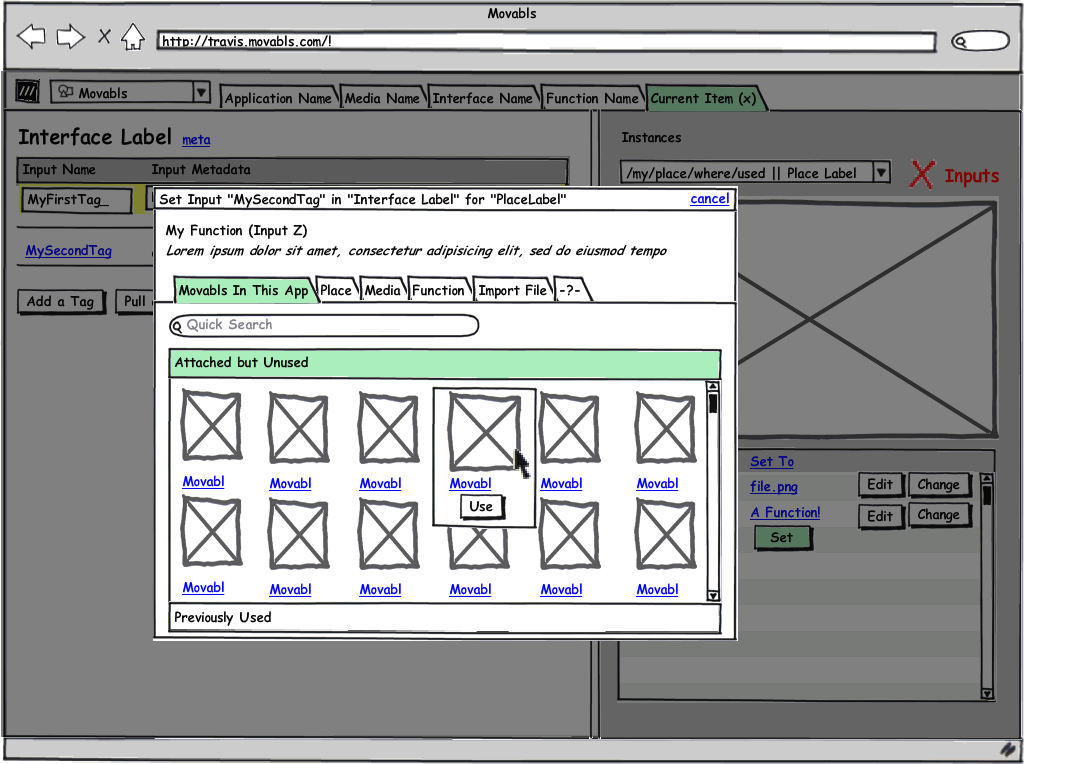 Movabls
http://travis.movabls.com/!
Movabls
Application Name
Media Name
Interface Name
Function Name
Current Item (x)
Interface Label meta
Input Name Input Metadata
MyFirstTag_
MySecondTag
Add a Tag
Pull
Instances
/my/place/where/used || Place Label
Inputs
Set Input "MySecondTag" in "Interface Label" for "PlaceLabel"
cancel
My Function (Input Z)
Lorem ipsum dolor sit amet, consectetur adipisicing elit, sed do eiusmod tempo
Movabls In This App
Place
Media
Function
Import File
-?-
Quick Search
Attached but Unused
Movabl Movabl Movabl Movabl Movabl Movabl
Use
Movabl Movabl Movabl Movabl Movabl Movabl
Previously Used
Set To
file.png Edit Change
A Function! Edit Change
Set